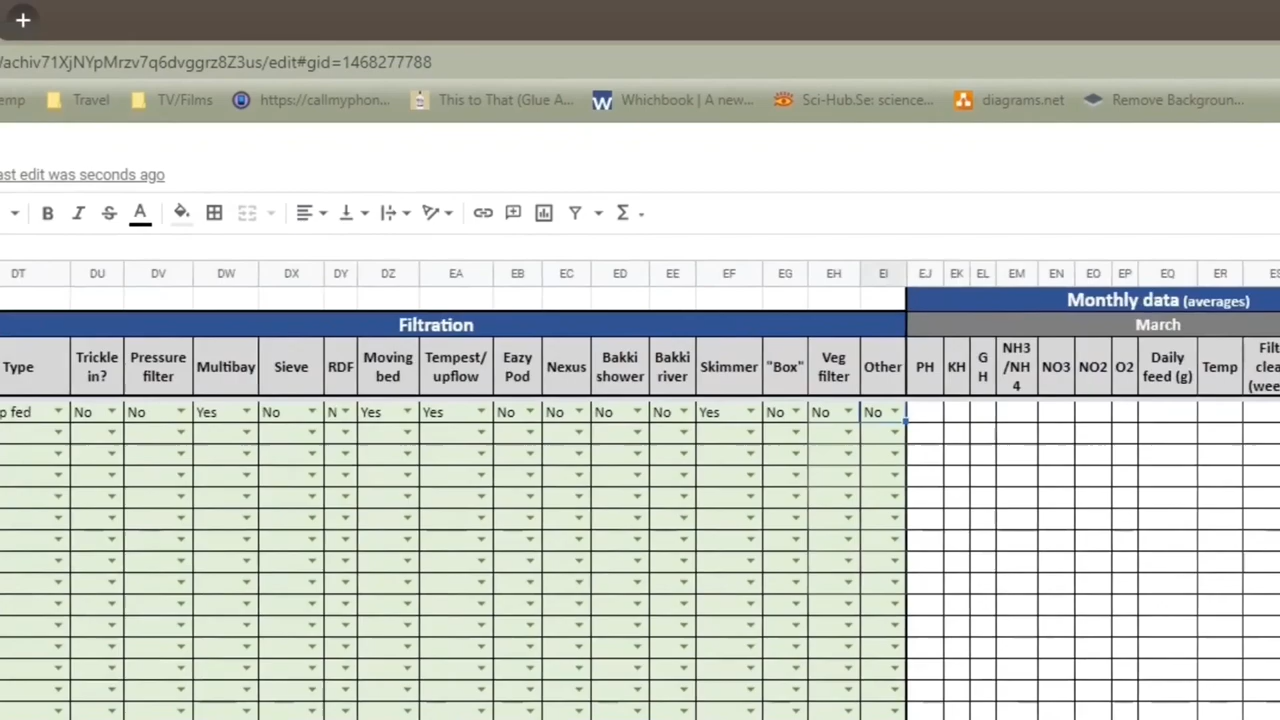 /achiv71XjNYpMrzv7q6dvggrz8Z3us/edit#gid=1468277788
emp Travel TV/Films https://callmyphon... This to That (Glue A... W Whichbook | A new... Sci-Hub.Se: science... diagrams.net Remove Backgroun...
ast edit was seconds ago
B I S A Σ
DT DU DV DW DX DY DZ EA EB EC ED EE EF EG EH EI EJ EK EL EM EN EO EP EQ ER ES
Monthly data (averages)
Filtration March
Type Trickle in? Pressure filter Multibay Sieve RDF Moving bed Tempest/ upflow Eazy Pod Nexus Bakki shower Bakki river Skimmer "Box" Veg filter Other PH KH G H NH3 /NH 4 NO3 NO2 O2 Daily feed (g) Temp Filt clea (wee
p fed No No Yes No N Yes Yes No No No No Yes No No No